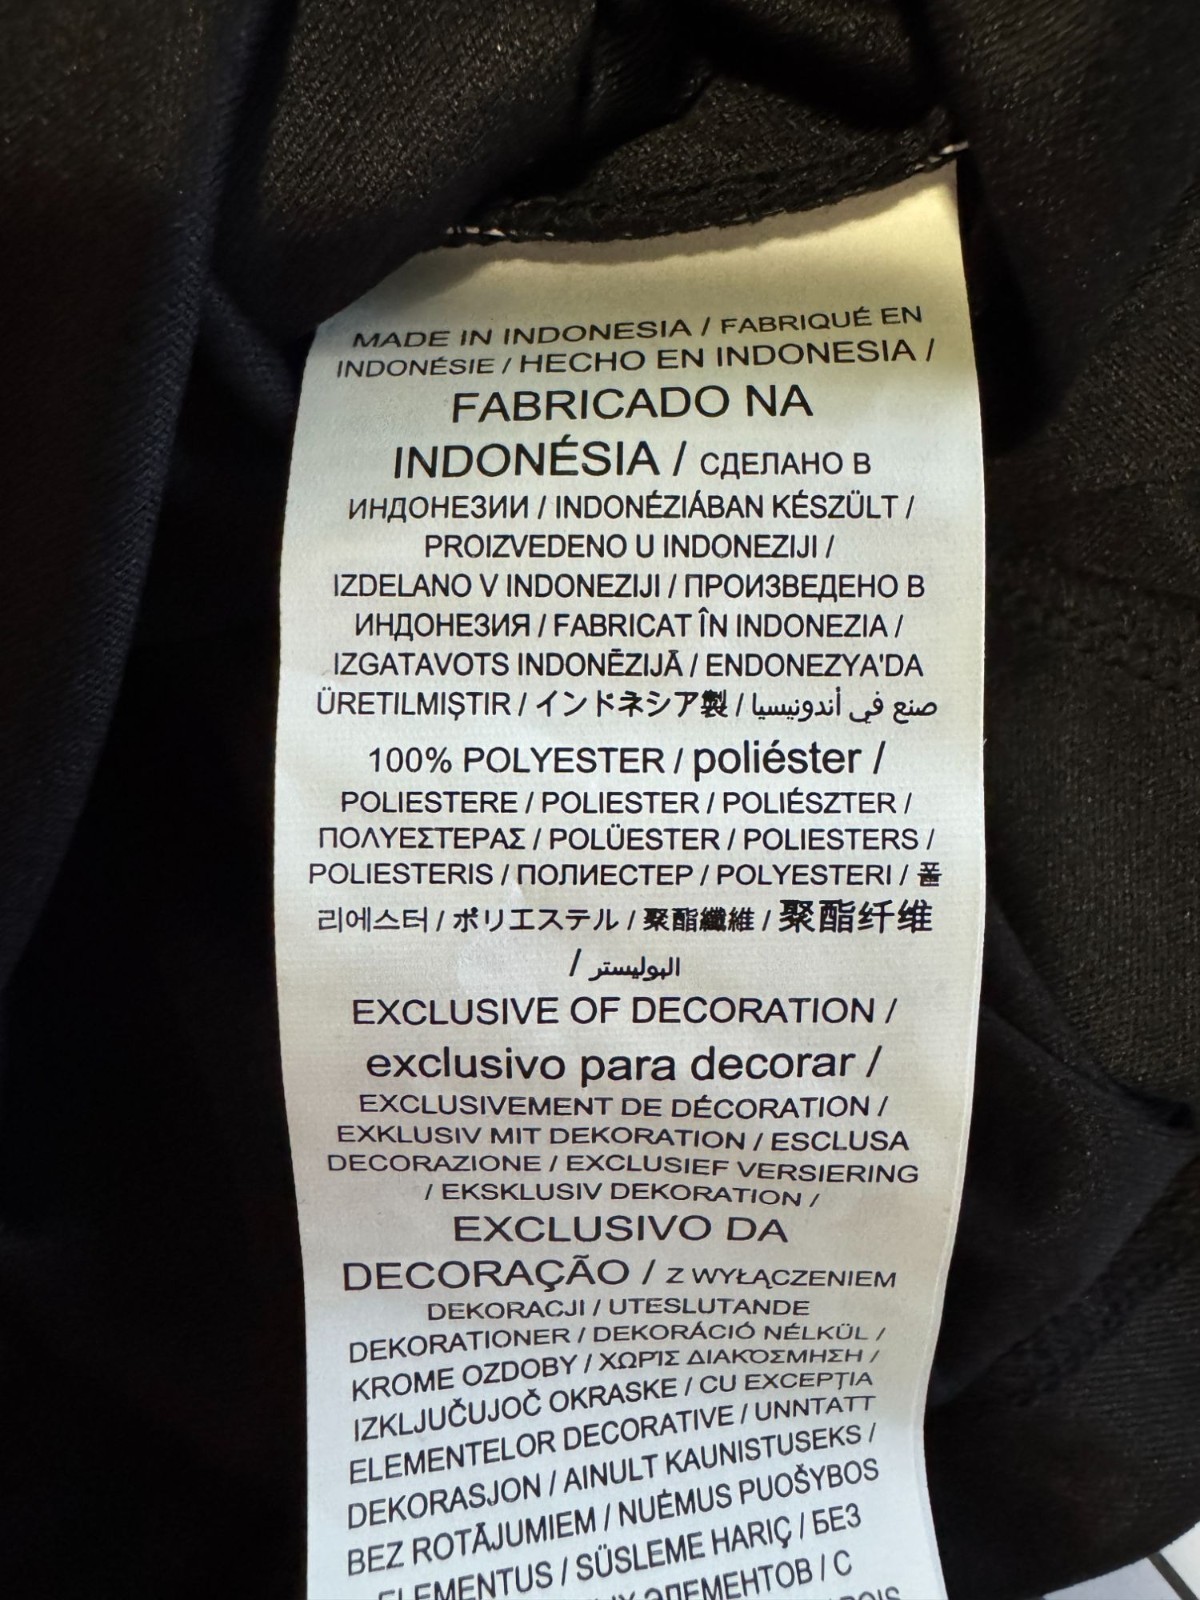 MADE IN INDONESIA / FABRIQUÉ EN
INDONÉSIE / HECHO EN INDONESIA /
FABRICADO NA
INDONÉSIA / СДЕЛАНО В
ИНДОНЕЗИИ / INDONÉZIÁBAN KÉSZÜLT /
PROIZVEDENO U INDONEZIJI /
IZDELANO V INDONEZIJI / ПРОИЗВЕДЕНО В
ИНДОНЕЗИЯ / FABRICAT ÎN INDONEZIA /
IZGATAVOTS INDONĒZIJĀ / ENDONEZYA'DA
ÜRETILMIŞTIR / インドネシア製 / صنع في أندونيسيا
100% POLYESTER / poliéster /
POLIESTERE / POLIESTER / POLIÉSZTER /
ΠΟΛΥΕΣΤΕΡΑΣ / POLÜESTER / POLIESTERS /
POLIESTERIS / ПОЛИЕСТЕР / POLYESTERI / 폴
리에스터 / ポリエステル / 聚酯纖維 / 聚酯纤维
/ البوليستر
EXCLUSIVE OF DECORATION /
exclusivo para decorar /
EXCLUSIVEMENT DE DÉCORATION /
EXKLUSIV MIT DEKORATION / ESCLUSA
DECORAZIONE / EXCLUSIEF VERSIERING
/ EKSKLUSIV DEKORATION /
EXCLUSIVO DA
DECORAÇÃO / Z WYŁĄCZENIEM
DEKORACJI / UTESLUTANDE
DEKORATIONER / DEKORÁCIÓ NÉLKÜL /
KROME OZDOBY / ΧΩΡΊΣ ΔΙΑΚΌΣΜΗΣΗ /
IZKLJUČUJOČ OKRASKE / CU EXCEPȚIA
ELEMENTELOR DECORATIVE / UNNTATT
DEKORASJON / AINULT KAUNISTUSEKS /
BEZ ROTĀJUMIEM / NUĖMUS PUOŠYBOS
ELEMENTUS / SÜSLEME HARIÇ / БЕЗ
ЭЛЕМЕНТОВ / С